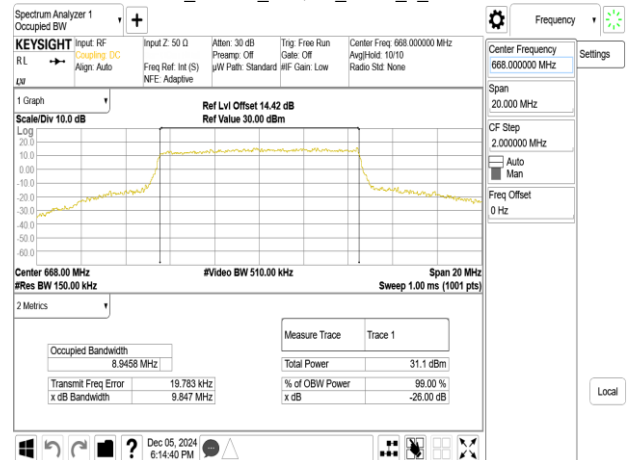 Spectrum Analyzer 1
Occupied BW
Frequency
KEYSIGHT
RL
LXI
Input: RF
Coupling: DC
Align: Auto
Input Z: 50 Ω
Freq Ref: Int (S)
NFE: Adaptive
Atten: 30 dB
Preamp: Off
µW Path: Standard
Trig: Free Run
Gate: Off
#IF Gain: Low
Center Freq: 668.000000 MHz
Avg|Hold: 10/10
Radio Std: None
Center Frequency
668.000000 MHz
Settings
Span
20.000 MHz
CF Step
2.000000 MHz
Auto
Man
Freq Offset
0 Hz
Local
1 Graph
Scale/Div 10.0 dB
Ref Lvl Offset 14.42 dB
Ref Value 30.00 dBm
Log
20.0
10.0
0.00
-10.0
-20.0
-30.0
-40.0
-50.0
-60.0
Center 668.00 MHz
#Video BW 510.00 kHz
Span 20 MHz
#Res BW 150.00 kHz
Sweep 1.00 ms (1001 pts)
2 Metrics
Measure Trace
Trace 1
Occupied Bandwidth
8.9458 MHz
Total Power
31.1 dBm
Transmit Freq Error
19.783 kHz
% of OBW Power
99.00 %
x dB Bandwidth
9.847 MHz
x dB
-26.00 dB
?
Dec 05, 2024
6:14:40 PM